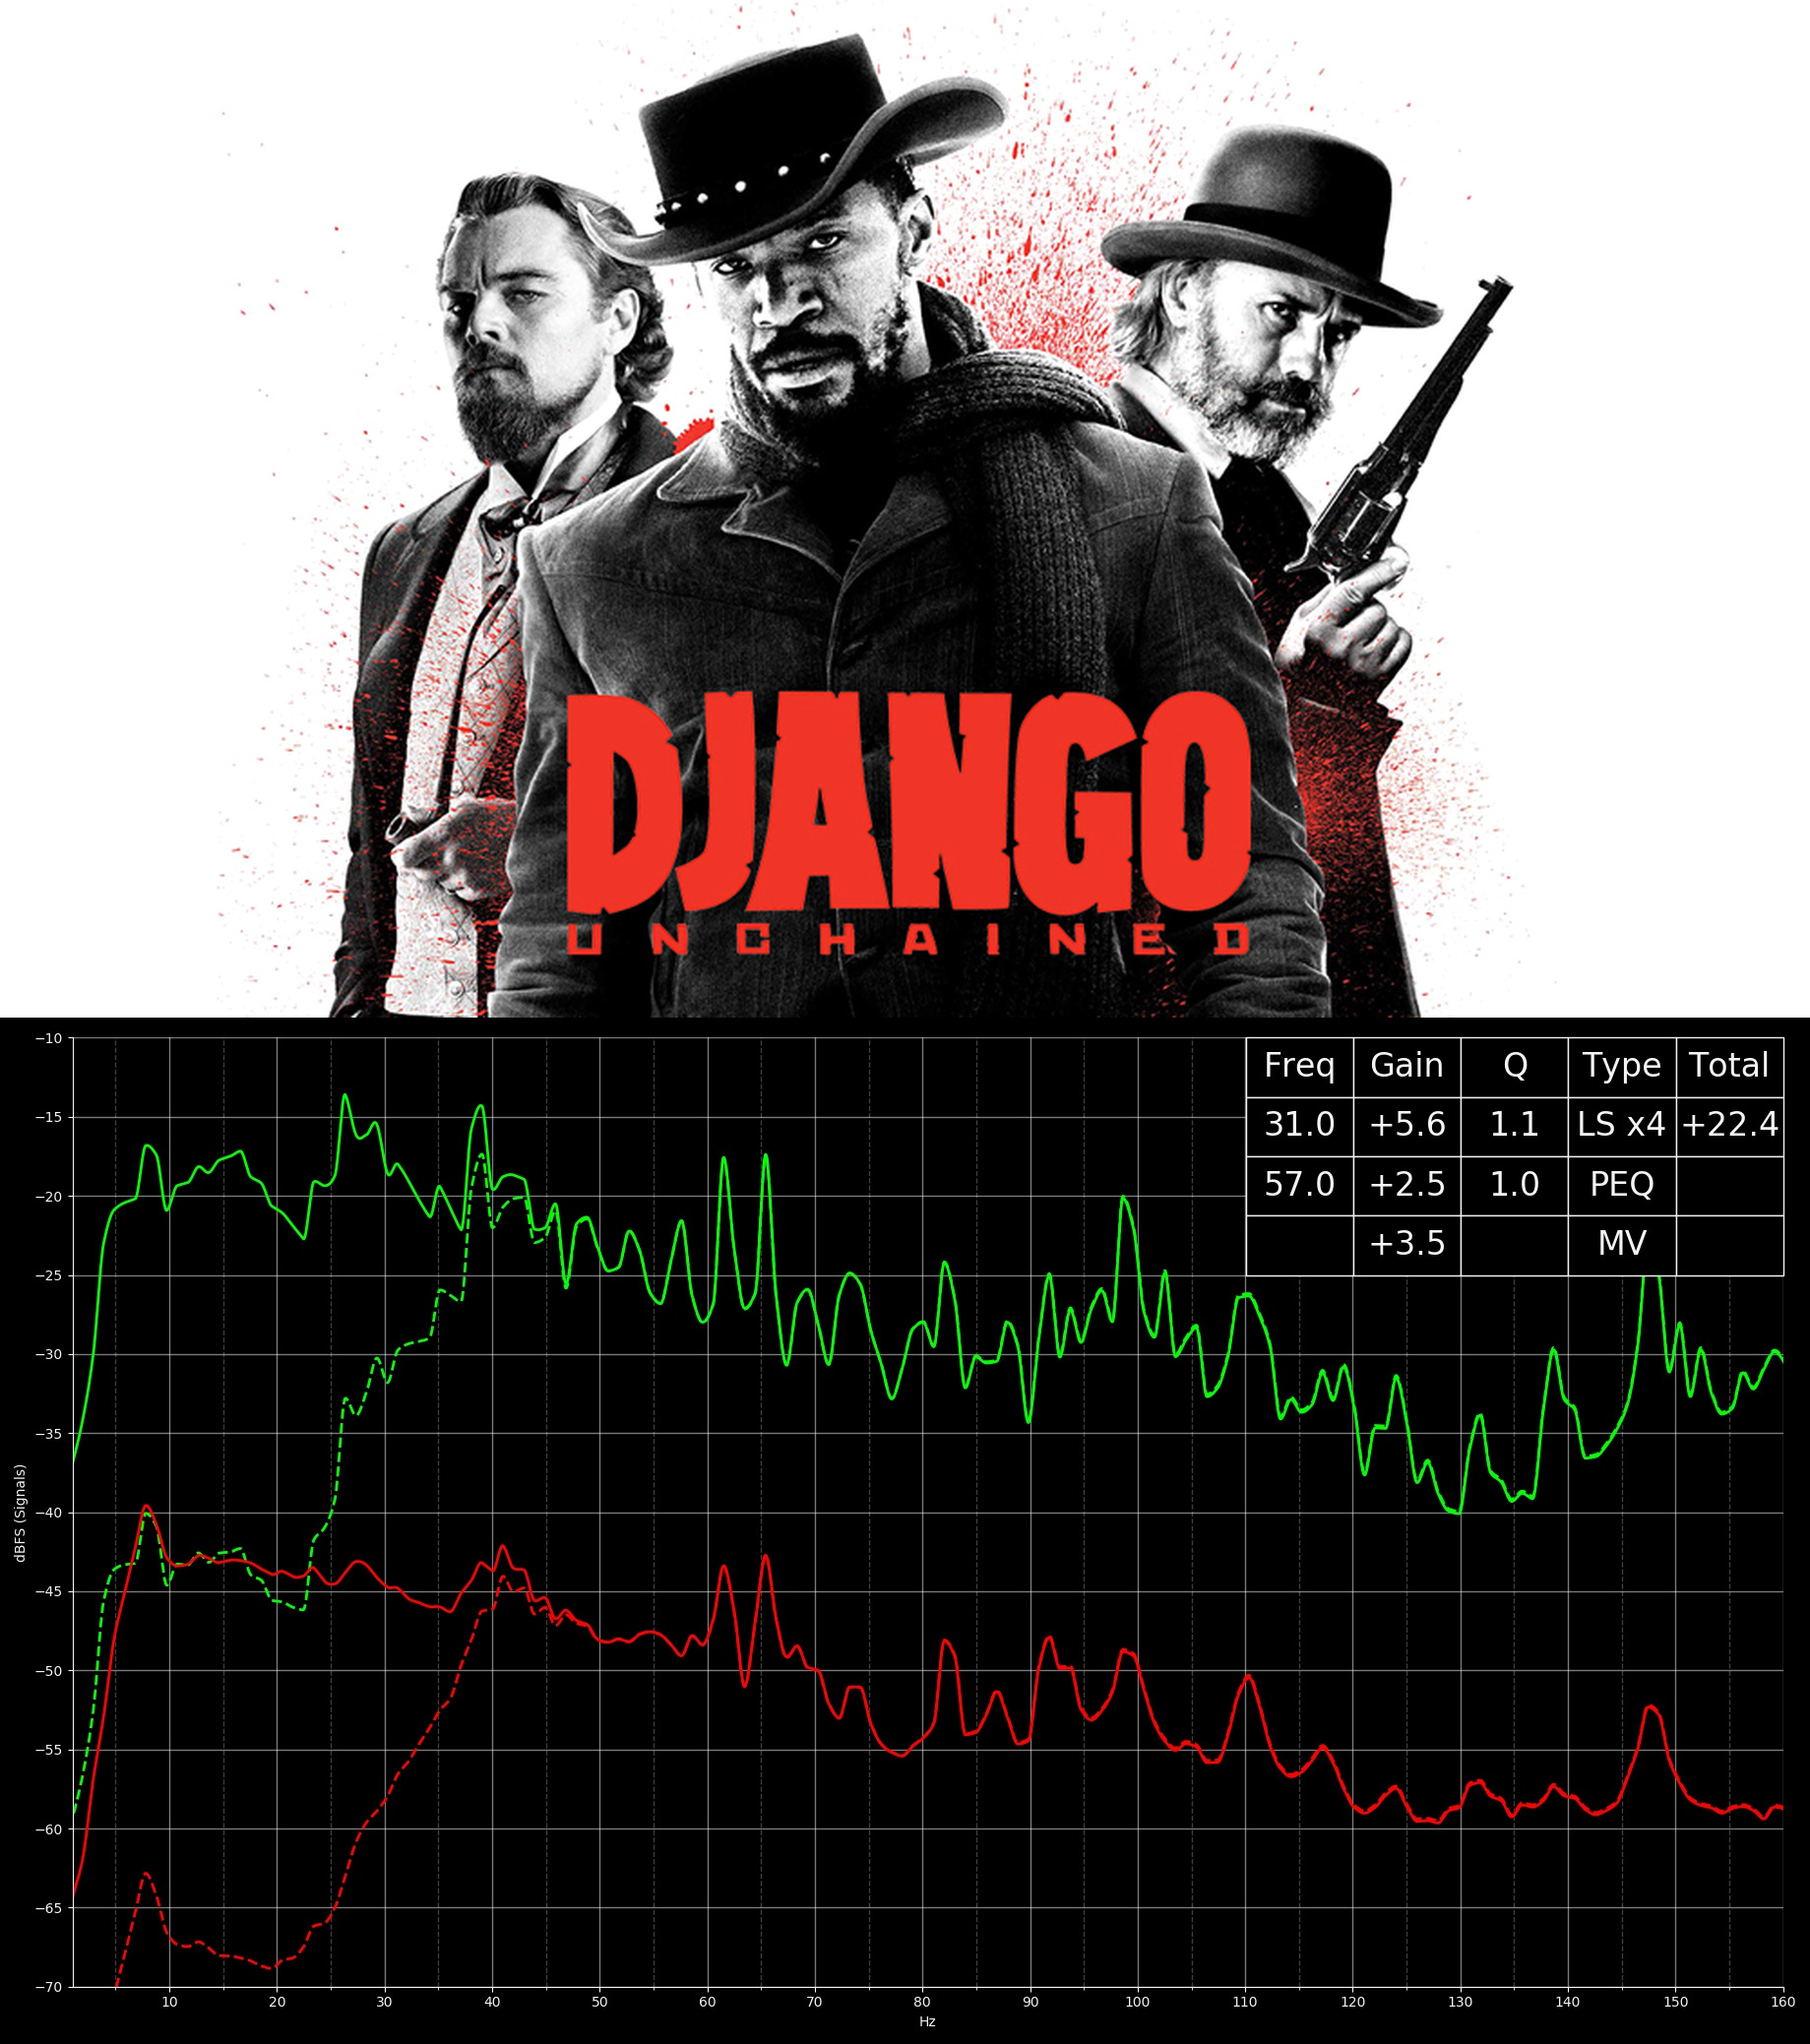 DJANGO
UNCHAINED
Freq Gain Q Type Total
31.0 +5.6 1.1 LS x4 +22.4
57.0 +2.5 1.0 PEQ
+3.5 MV
−10
−15
−20
−25
−30
−35
−40
−45
−50
−55
−60
−65
−70
dBFS (Signals)
10 20 30 40 50 60 70 80 90 100 110 120 130 140 150 160
Hz